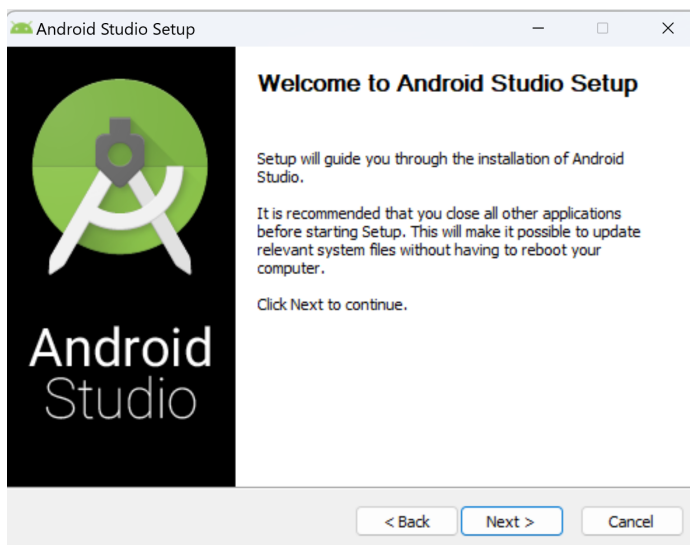 Android Studio Setup
Welcome to Android Studio Setup
Setup will guide you through the installation of Android
Studio.
It is recommended that you close all other applications
before starting Setup. This will make it possible to update
relevant system files without having to reboot your
computer.
Click Next to continue.
Android
Studio
< Back
Next >
Cancel